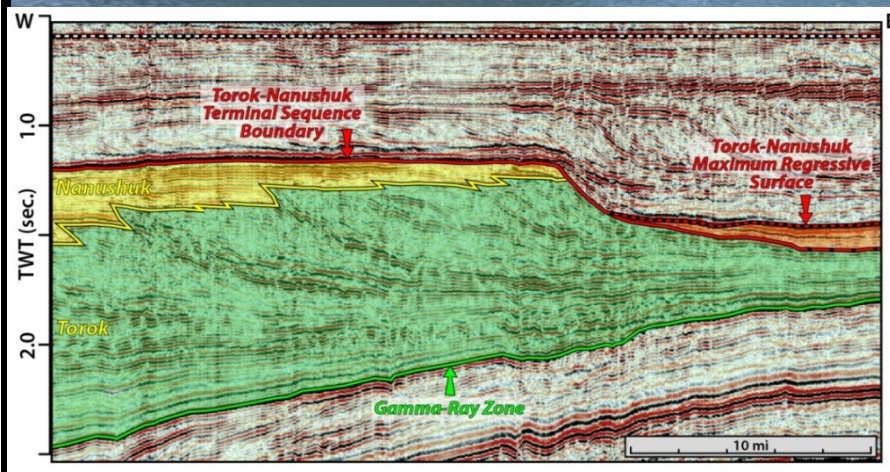 W
E
Torok-Nanushuk
Terminal Sequence
Boundary
1.0
Torok-Nanushuk
Maximum Regressive
Surface
Nanushuk
TWT (sec.)
Torok
2.0
Gamma-Ray Zone
10 mi